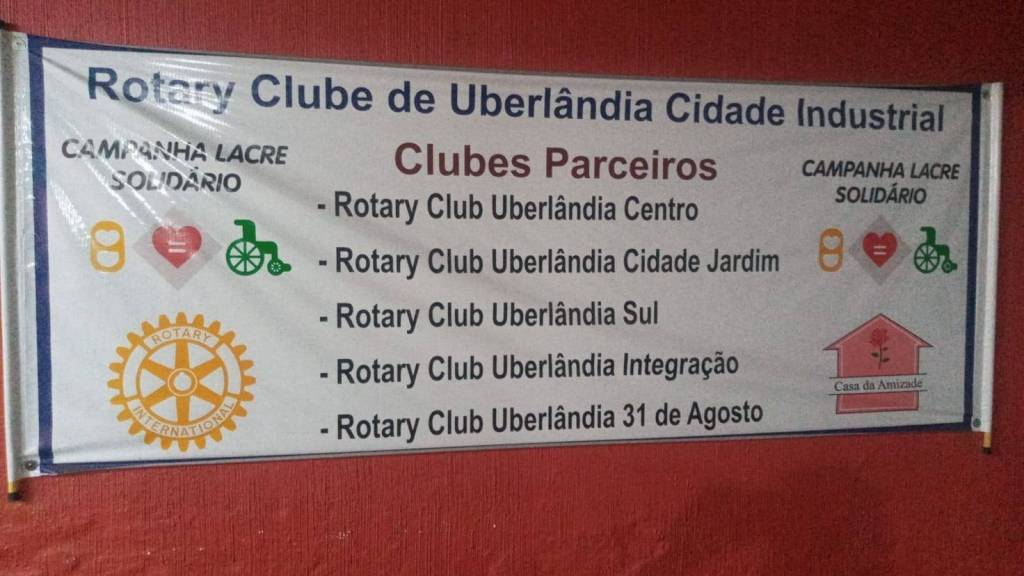 Rotary Clube de Uberlândia Cidade Industrial
CAMPANHA LACRE
SOLIDÁRIO
Clubes Parceiros
- Rotary Club Uberlândia Centro
- Rotary Club Uberlândia Cidade Jardim
- Rotary Club Uberlândia Sul
- Rotary Club Uberlândia Integração
- Rotary Club Uberlândia 31 de Agosto
CAMPANHA LACRE
SOLIDÁRIO
ROTARY
INTERNATIONAL
Casa da Amizade